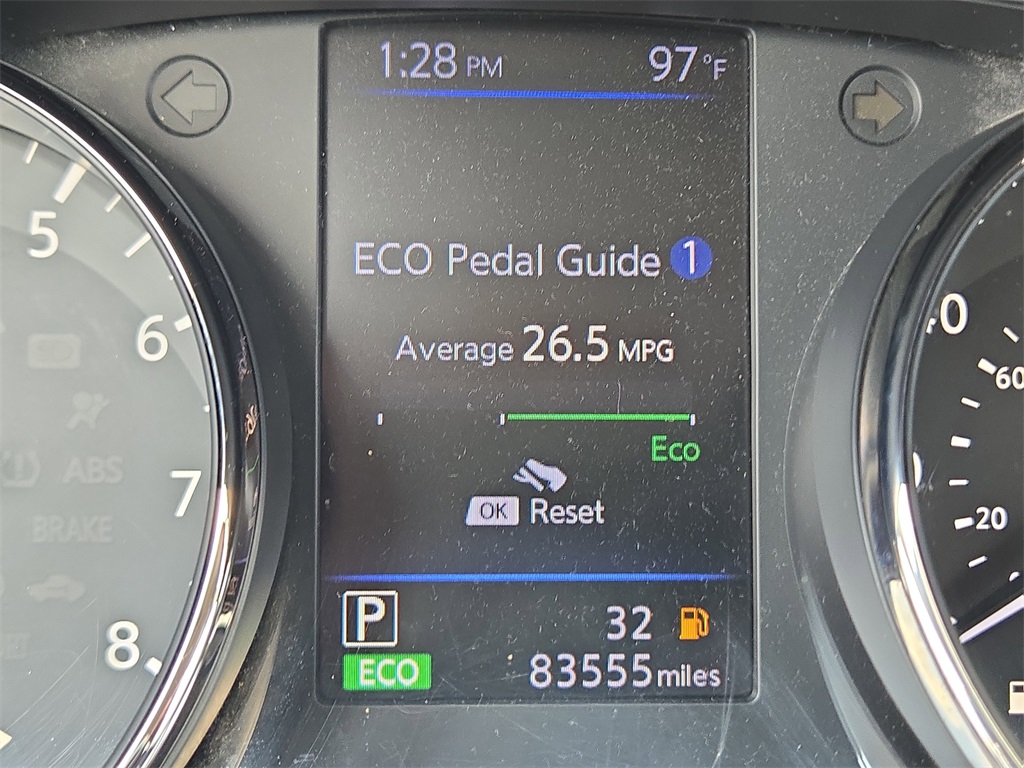 1:28 PM 97°F
ECO Pedal Guide 1
Average 26.5 MPG
Eco
OK Reset
P 32
ECO 83555 miles
5
6
7
8
ABS
BRAKE
60
20